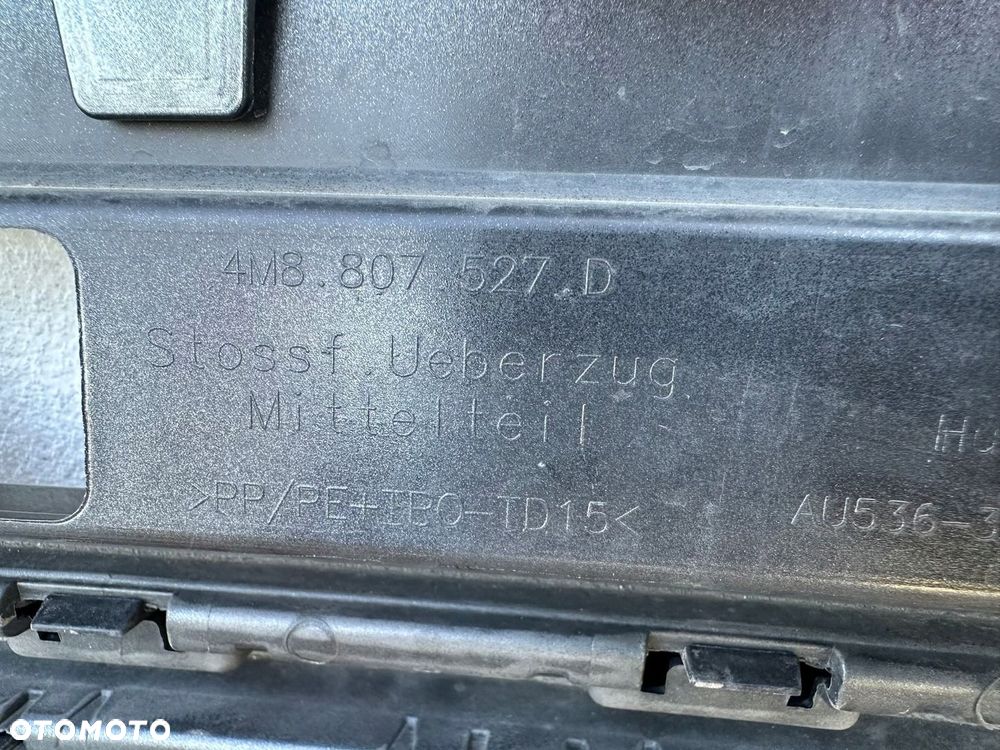 4M8.807.527.D
Stossf.Ueberzug
Mittelteil
>PP/PE+IBO-TD15<
AU536-3
OTOMOTO